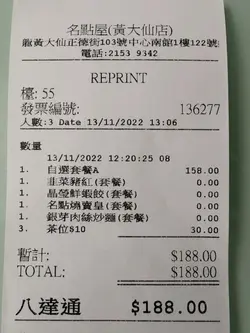 名點屋(黃大仙店)
龍黃大仙正德街103號中心南館1樓122號
電話:2153 9342
REPRINT
檯: 55
發票編號: 136277
人數:3 Date 13/11/2022 13:06
數量
13/11/2022 12:20:25 08
1. 自選套餐A 158.00
1. 韭菜豬紅(套餐) 0.00
1. 晶瑩鮮蝦餃(套餐) 0.00
1. 名點燒賣皇(套餐) 0.00
1. 銀芽肉絲炒麵(套餐) 0.00
3. 茶位$10 30.00
暫計: $188.00
TOTAL: $188.00
八達通 $188.00